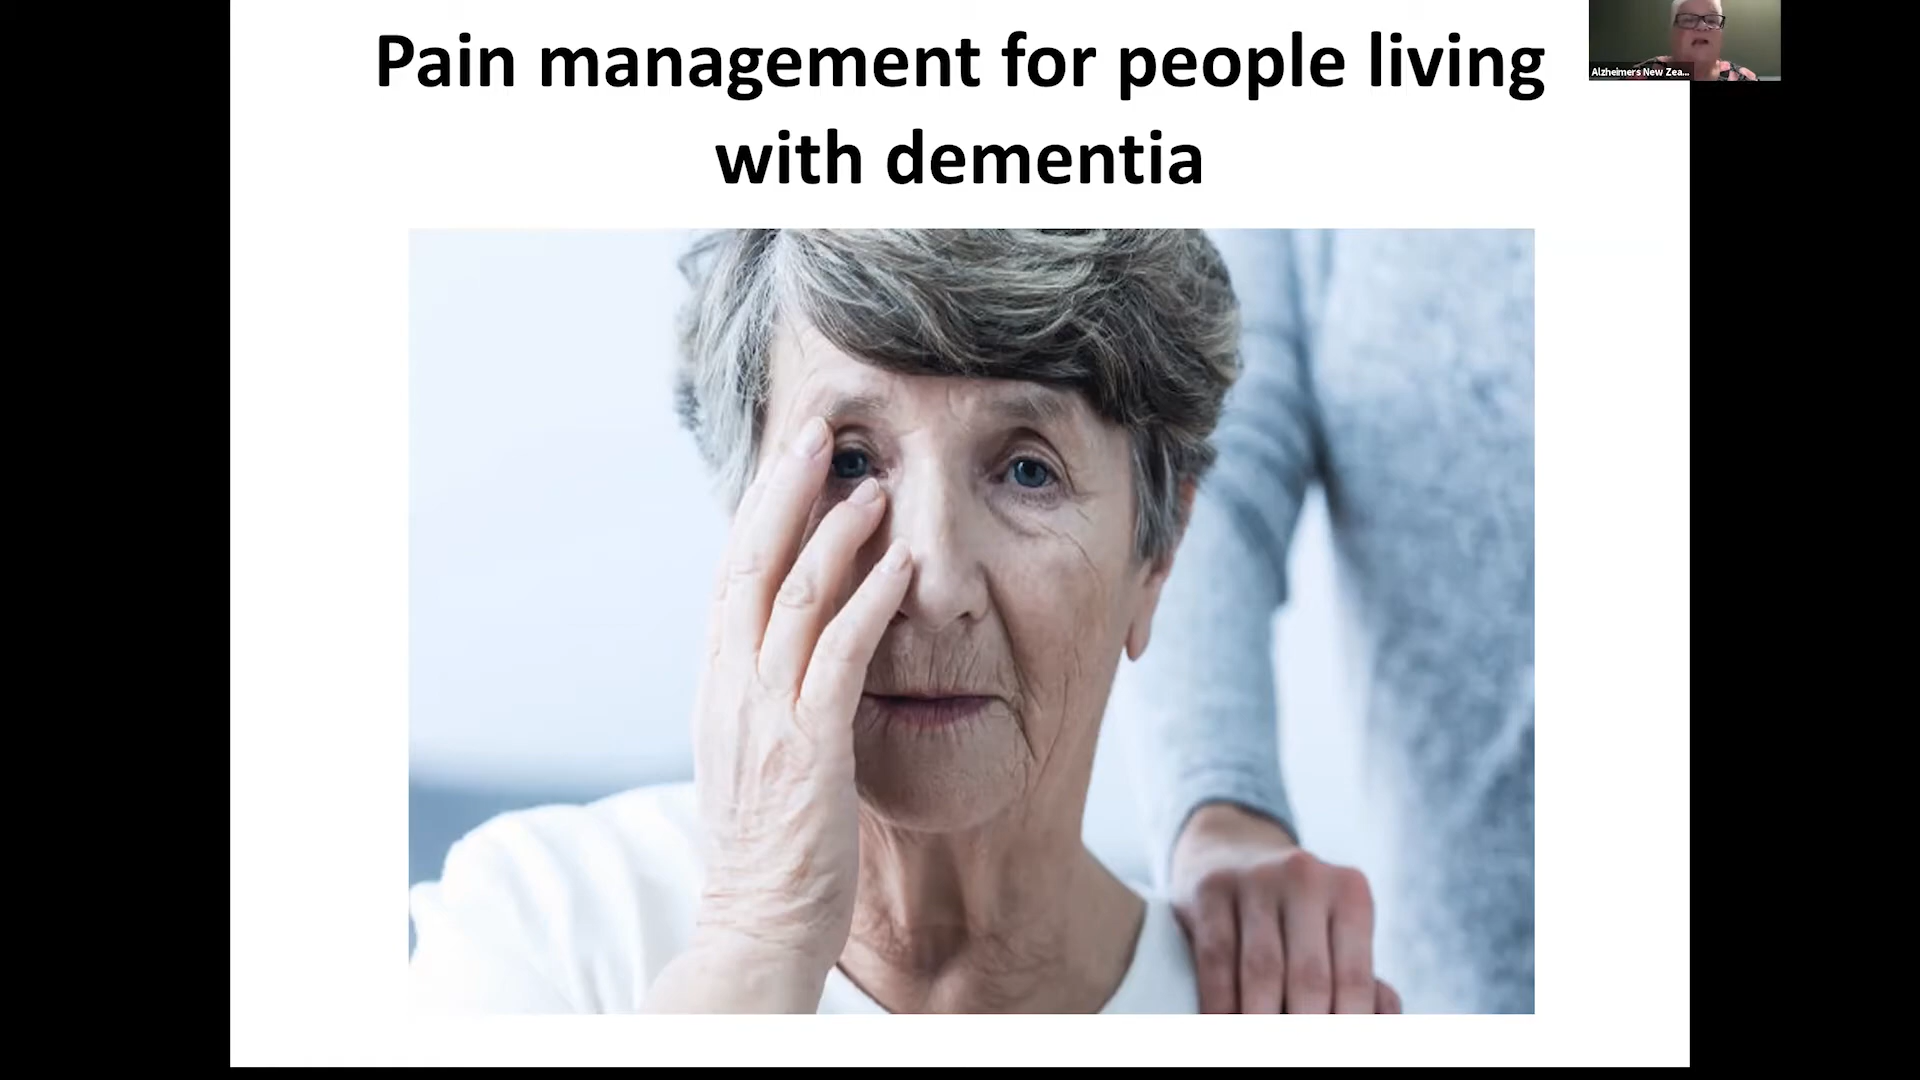 Pain management for people living
with dementia
Alzheimers New Zea...